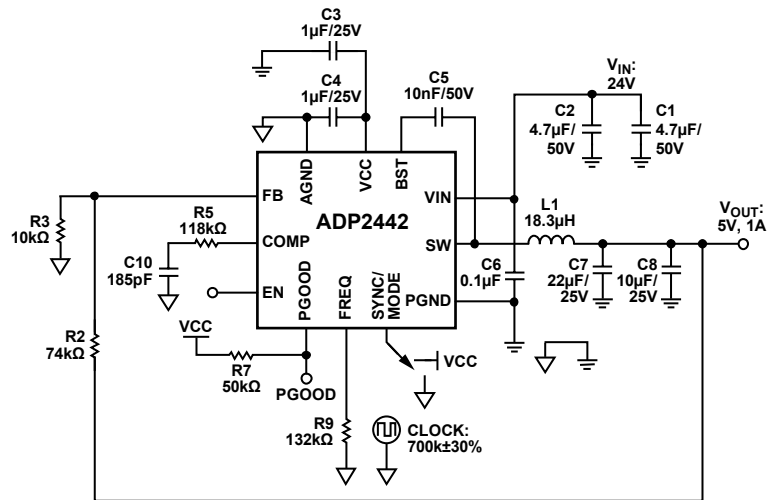 C3
1µF/25V
C4
1µF/25V
C5
10nF/50V
V_IN:
24V
C2
4.7µF/
50V
C1
4.7µF/
50V
AGND
VCC
BST
FB
VIN
ADP2442
R3
10kΩ
R5
118kΩ
COMP
SW
L1
18.3µH
V_OUT:
5V, 1A
C10
185pF
C6
0.1µF
C7
22µF/
25V
C8
10µF/
25V
EN
PGOOD
FREQ
SYNC/
MODE
PGND
VCC
R2
74kΩ
R7
50kΩ
PGOOD
VCC
R9
132kΩ
CLOCK:
700k±30%